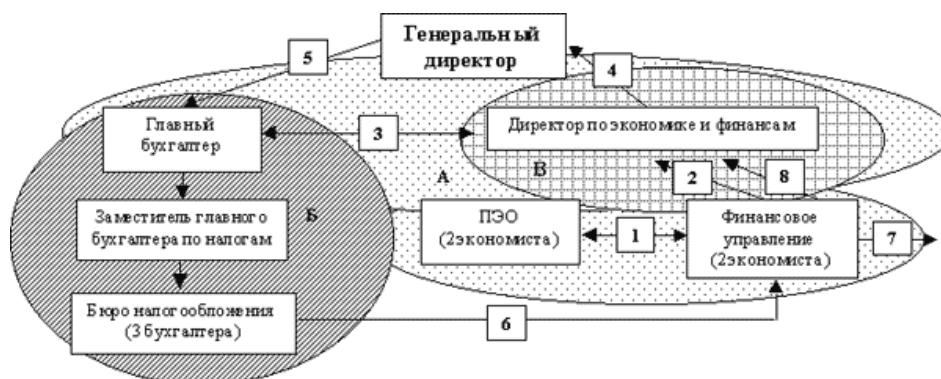 Генеральный
директор
5
4
Главный
бухгалтер
3
Директор по экономике и финансам
А
В
2
8
Заместитель главного
бухгалтера по налогам
Б
ПЭО
(2экономиста)
1
Финансовое
управление
(2экономиста)
7
Бюро налогообложения
(3 бухгалтера)
6